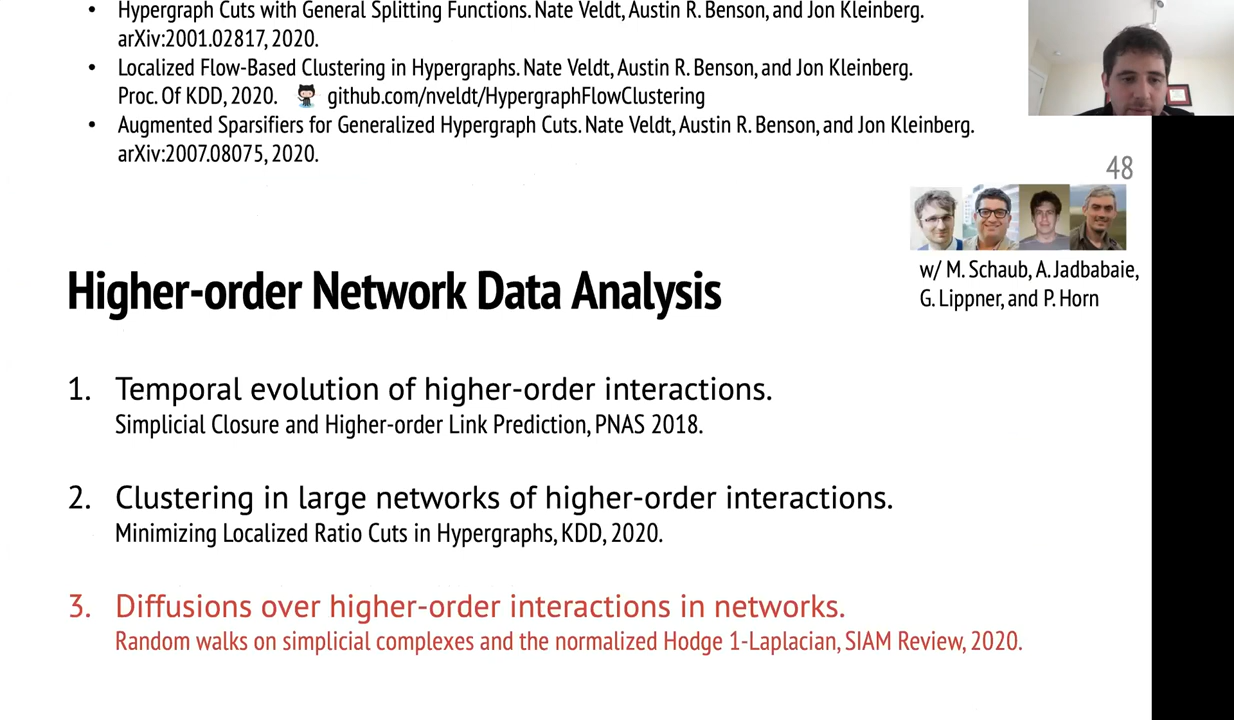 • Hypergraph Cuts with General Splitting Functions. Nate Veldt, Austin R. Benson, and Jon Kleinberg.
arXiv:2001.02817, 2020.
• Localized Flow-Based Clustering in Hypergraphs. Nate Veldt, Austin R. Benson, and Jon Kleinberg.
Proc. Of KDD, 2020. github.com/nveldt/HypergraphFlowClustering
• Augmented Sparsifiers for Generalized Hypergraph Cuts. Nate Veldt, Austin R. Benson, and Jon Kleinberg.
arXiv:2007.08075, 2020.
48
w/ M. Schaub, A. Jadbabaie,
G. Lippner, and P. Horn
Higher-order Network Data Analysis
1. Temporal evolution of higher-order interactions.
Simplicial Closure and Higher-order Link Prediction, PNAS 2018.
2. Clustering in large networks of higher-order interactions.
Minimizing Localized Ratio Cuts in Hypergraphs, KDD, 2020.
3. Diffusions over higher-order interactions in networks.
Random walks on simplicial complexes and the normalized Hodge 1-Laplacian, SIAM Review, 2020.